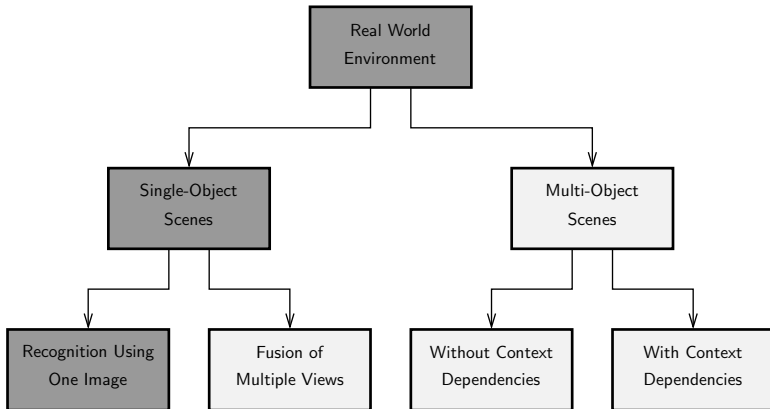 Real World
Environment
Single-Object
Scenes
Multi-Object
Scenes
Recognition Using
One Image
Fusion of
Multiple Views
Without Context
Dependencies
With Context
Dependencies